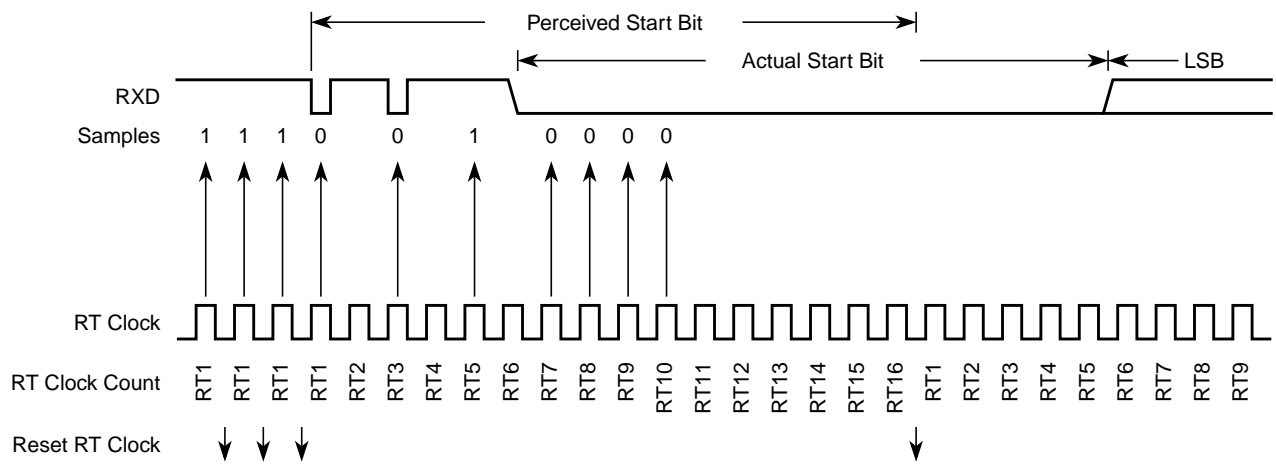 Perceived Start Bit
Actual Start Bit
LSB
RXD
Samples 1 1 1 0 0 1 0 0 0 0
RT Clock
RT Clock Count RT1 RT1 RT1 RT1 RT2 RT3 RT4 RT5 RT6 RT7 RT8 RT9 RT10 RT11 RT12 RT13 RT14 RT15 RT16 RT1 RT2 RT3 RT4 RT5 RT6 RT7 RT8 RT9
Reset RT Clock